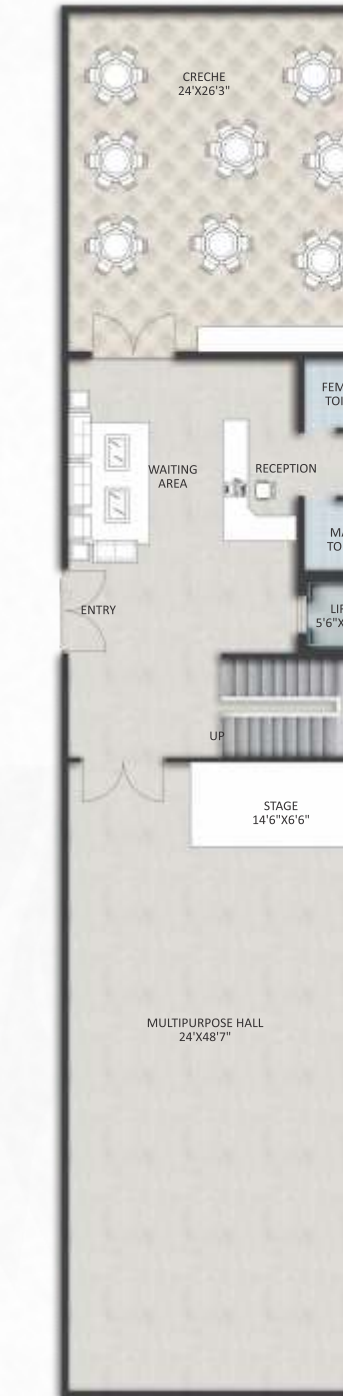 CRECHE
24'X26'3"
WAITING
AREA
RECEPTION
ENTRY
UP
STAGE
14'6"X6'6"
MULTIPURPOSE HALL
24'X48'7"